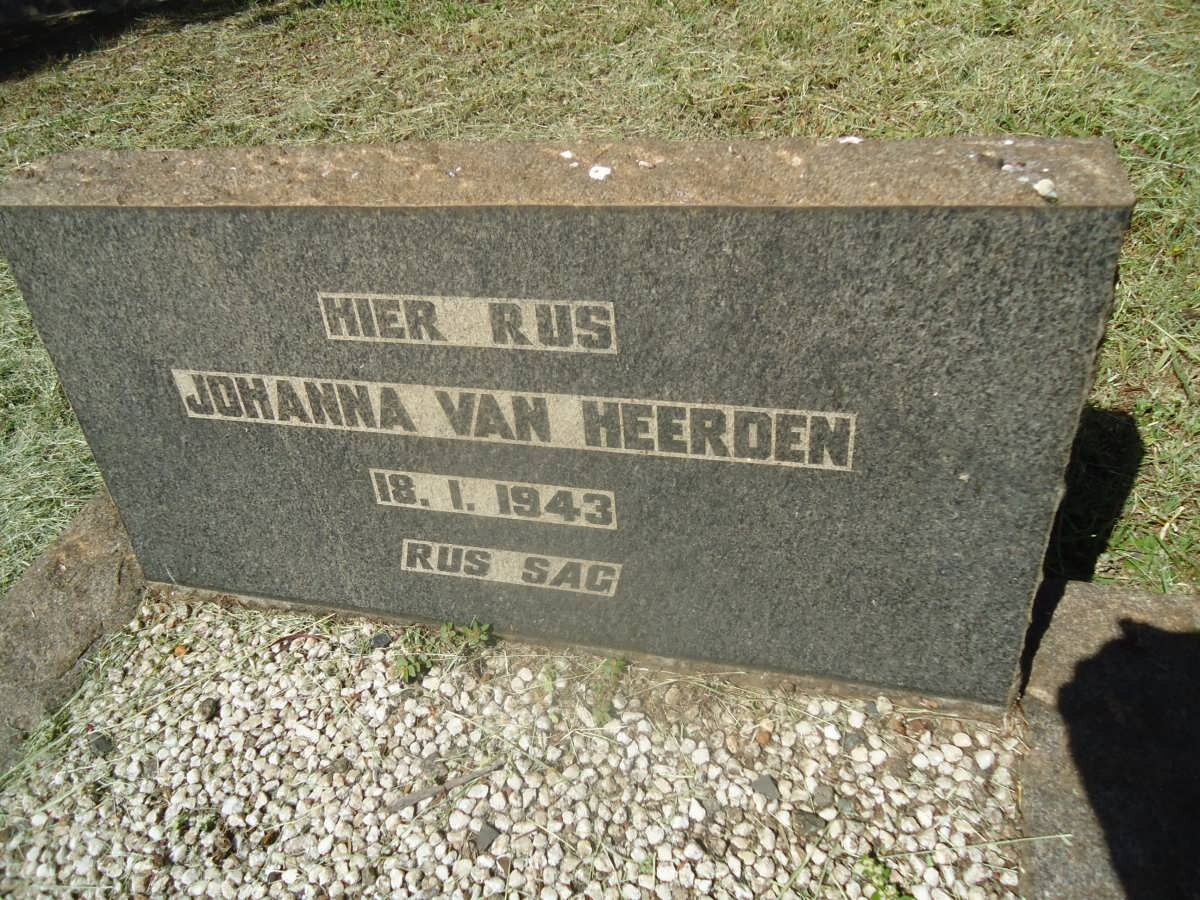 HIER RUS
JOHANNA VAN HEERDEN
18. 1. 1943
RUS SAG